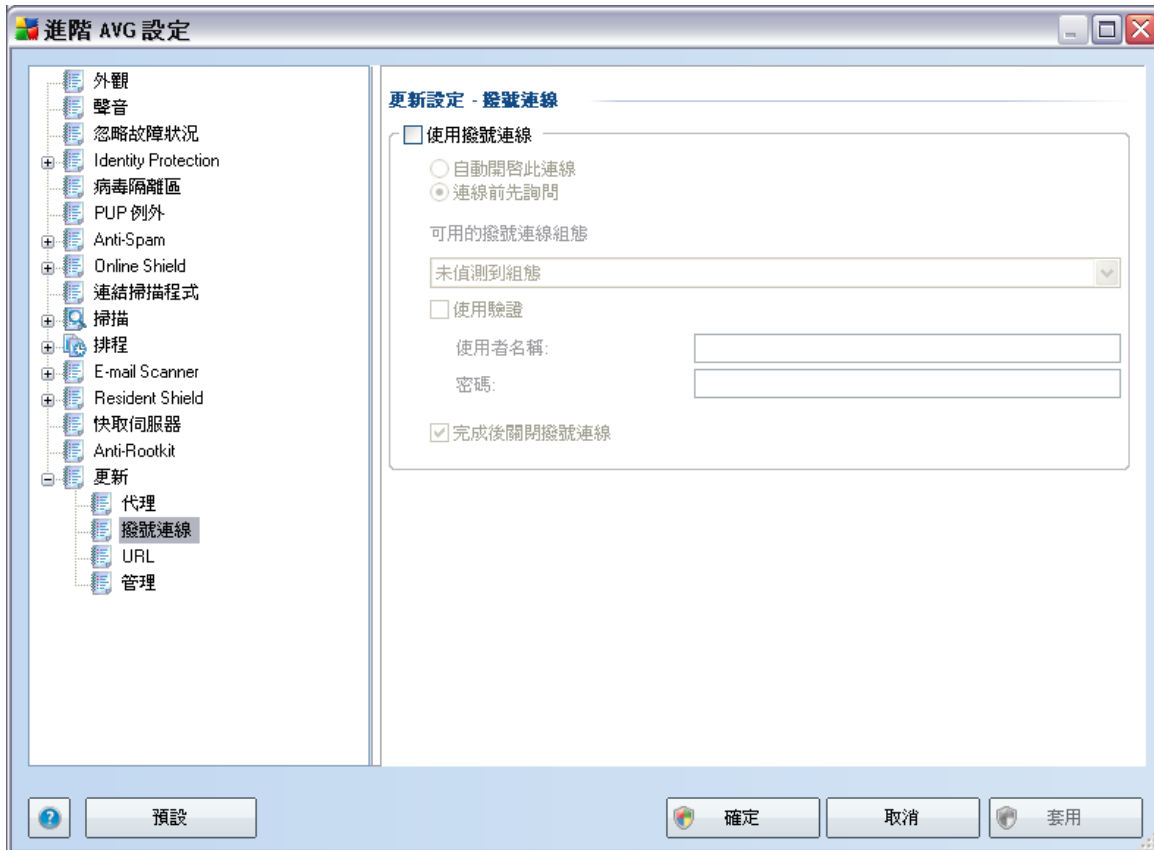 進階 AVG 設定
外觀
聲音
忽略故障狀況
Identity Protection
病毒隔離區
PUP 例外
Anti-Spam
Online Shield
連結掃描程式
掃描
排程
E-mail Scanner
Resident Shield
快取伺服器
Anti-Rootkit
更新
代理
撥號連線
URL
管理
更新設定 - 撥號連線
使用撥號連線
自動開啟此連線
連線前先詢問
可用的撥號連線組態
未偵測到組態
使用驗證
使用者名稱:
密碼:
完成後關閉撥號連線
預設
確定
取消
套用